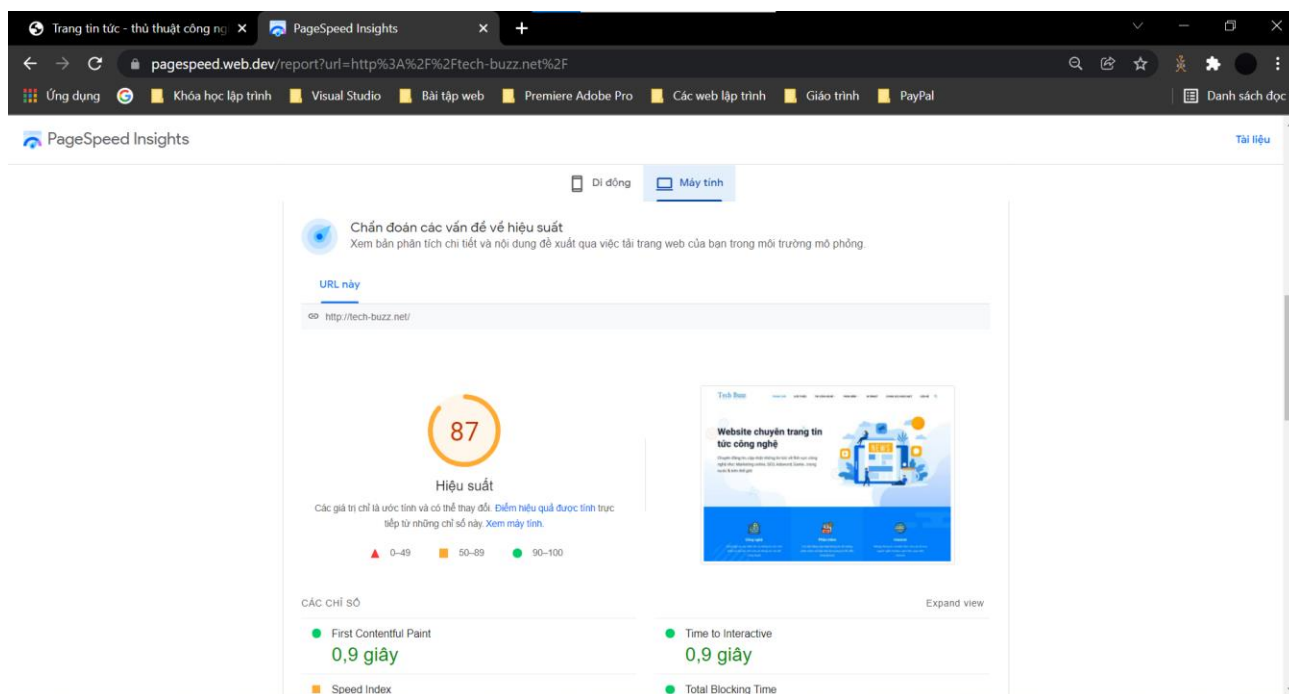 Trang tin tức - thủ thuật công ng
PageSpeed Insights
pagespeed.web.dev/report?url=http%3A%2F%2Ftech-buzz.net%2F
Ứng dụng
Khóa học lập trình
Visual Studio
Bài tập web
Premiere Adobe Pro
Các web lập trình
Giáo trình
PayPal
Danh sách đọc
PageSpeed Insights
Tài liệu
Di động
Máy tính
Chẩn đoán các vấn đề về hiệu suất
Xem bản phân tích chi tiết và nội dung đề xuất qua việc tải trang web của bạn trong môi trường mô phỏng.
URL này
http://tech-buzz.net/
87
Hiệu suất
Các giá trị chỉ là ước tính và có thể thay đổi. Điểm hiệu quả được tính trực
tiếp từ những chỉ số này. Xem máy tính.
0–49
50–89
90–100
Tech Buzz
Website chuyên trang tin
tức công nghệ
CÁC CHỈ SỐ
Expand view
First Contentful Paint
0,9 giây
Time to Interactive
0,9 giây
Speed Index
Total Blocking Time